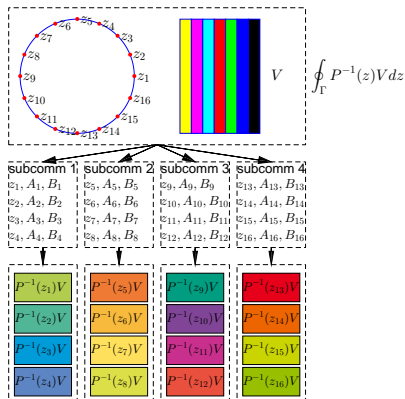 z₅
z₆ z₄
z₇ z₃
z₈ z₂
z₉ z₁ V ∮_Γ P⁻¹(z)Vdz
z₁₀ z₁₆
z₁₁ z₁₅
z₁₂ z₁₃ z₁₄
subcomm 1 subcomm 2 subcomm 3 subcomm 4
z₁, A₁, B₁ z₅, A₅, B₅ z₉, A₉, B₉ z₁₃, A₁₃, B₁₃
z₂, A₂, B₂ z₆, A₆, B₆ z₁₀, A₁₀, B₁₀ z₁₄, A₁₄, B₁₄
z₃, A₃, B₃ z₇, A₇, B₇ z₁₁, A₁₁, B₁₁ z₁₅, A₁₅, B₁₅
z₄, A₄, B₄ z₈, A₈, B₈ z₁₂, A₁₂, B₁₂ z₁₆, A₁₆, B₁₆
P⁻¹(z₁)V P⁻¹(z₅)V P⁻¹(z₉)V P⁻¹(z₁₃)V
P⁻¹(z₂)V P⁻¹(z₆)V P⁻¹(z₁₀)V P⁻¹(z₁₄)V
P⁻¹(z₃)V P⁻¹(z₇)V P⁻¹(z₁₁)V P⁻¹(z₁₅)V
P⁻¹(z₄)V P⁻¹(z₈)V P⁻¹(z₁₂)V P⁻¹(z₁₆)V